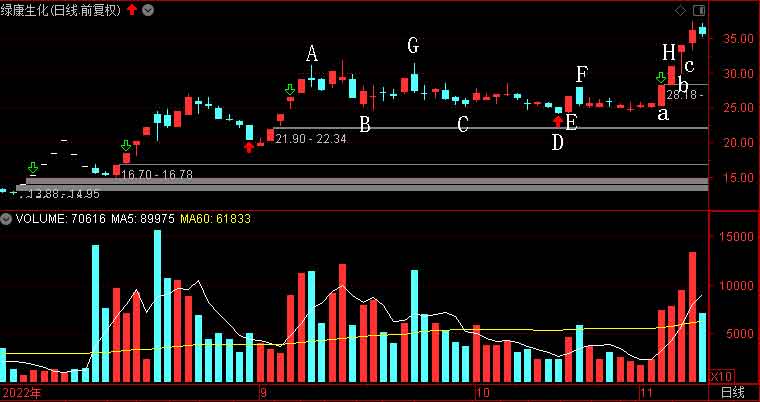 绿康生化(日线.前复权)
35.00
A
G
H
c
30.00
F
b
28.18 -
25.00
a
B
C
E
D
21.90 - 22.34
20.00
16.70 - 16.78
15.00
13.88 - 14.95
VOLUME: 70616 MA5: 89975 MA60: 61833
15000
10000
5000
X10
2022年
9
10
11
日线